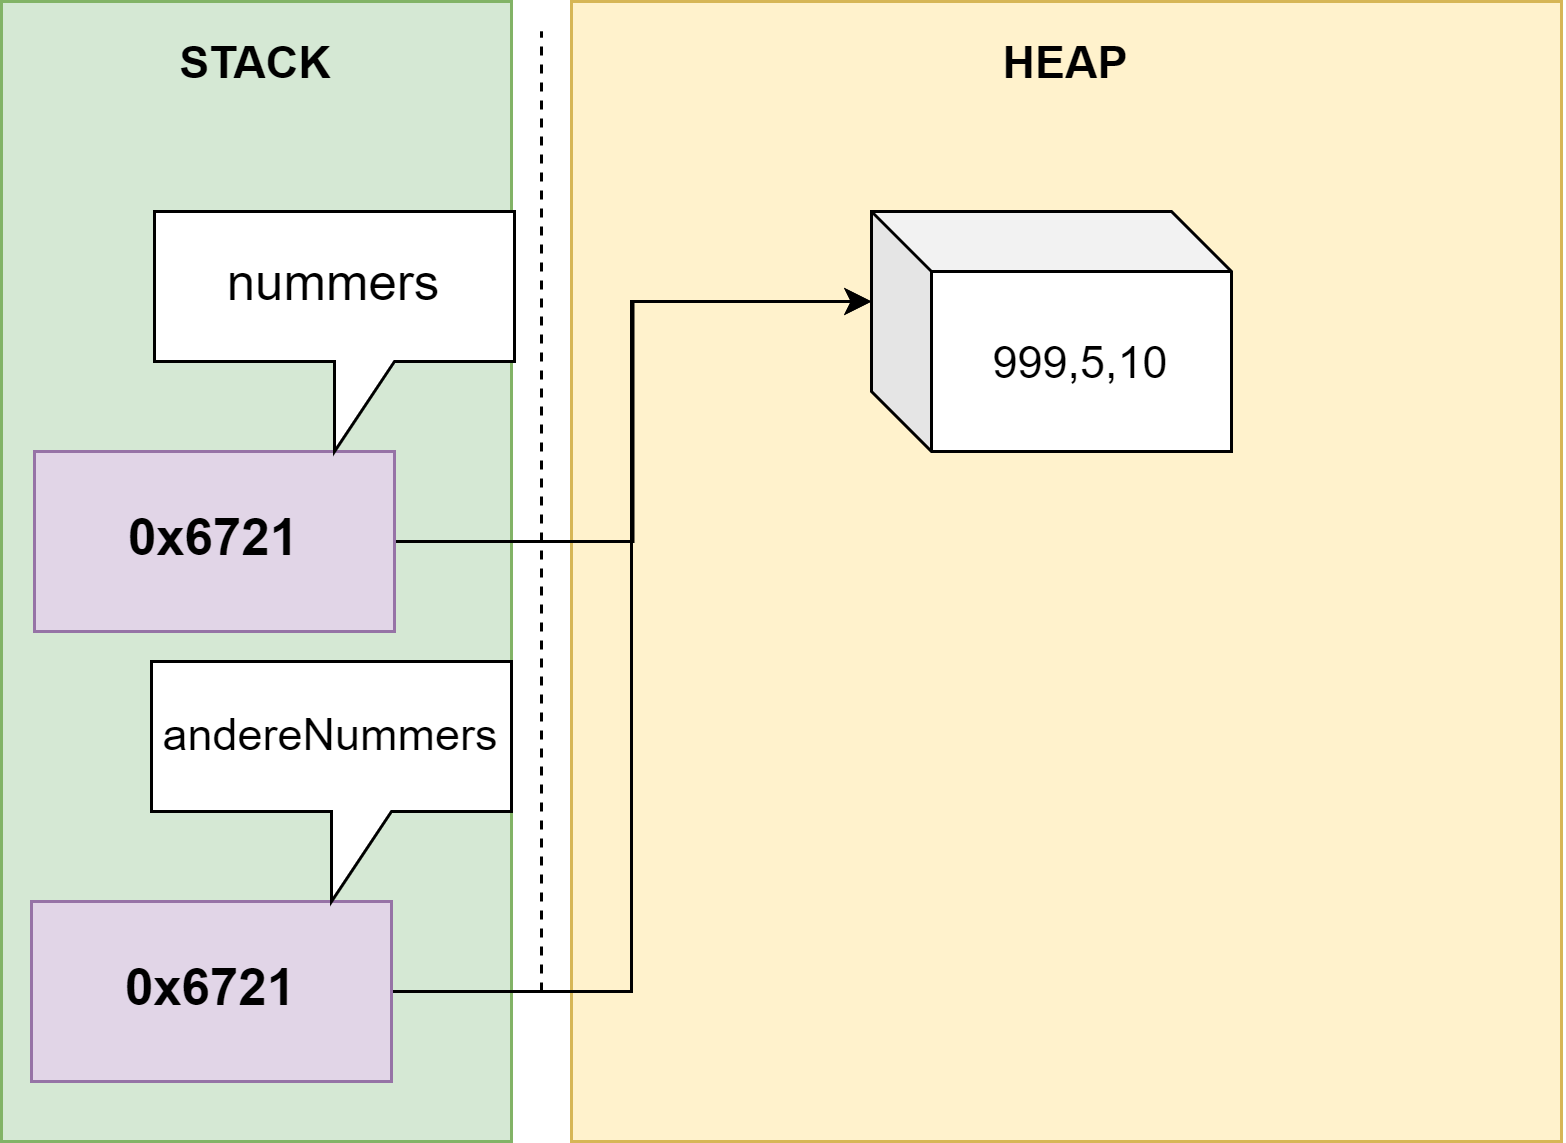 STACK
HEAP
nummers
999,5,10
0x6721
andereNummers
0x6721